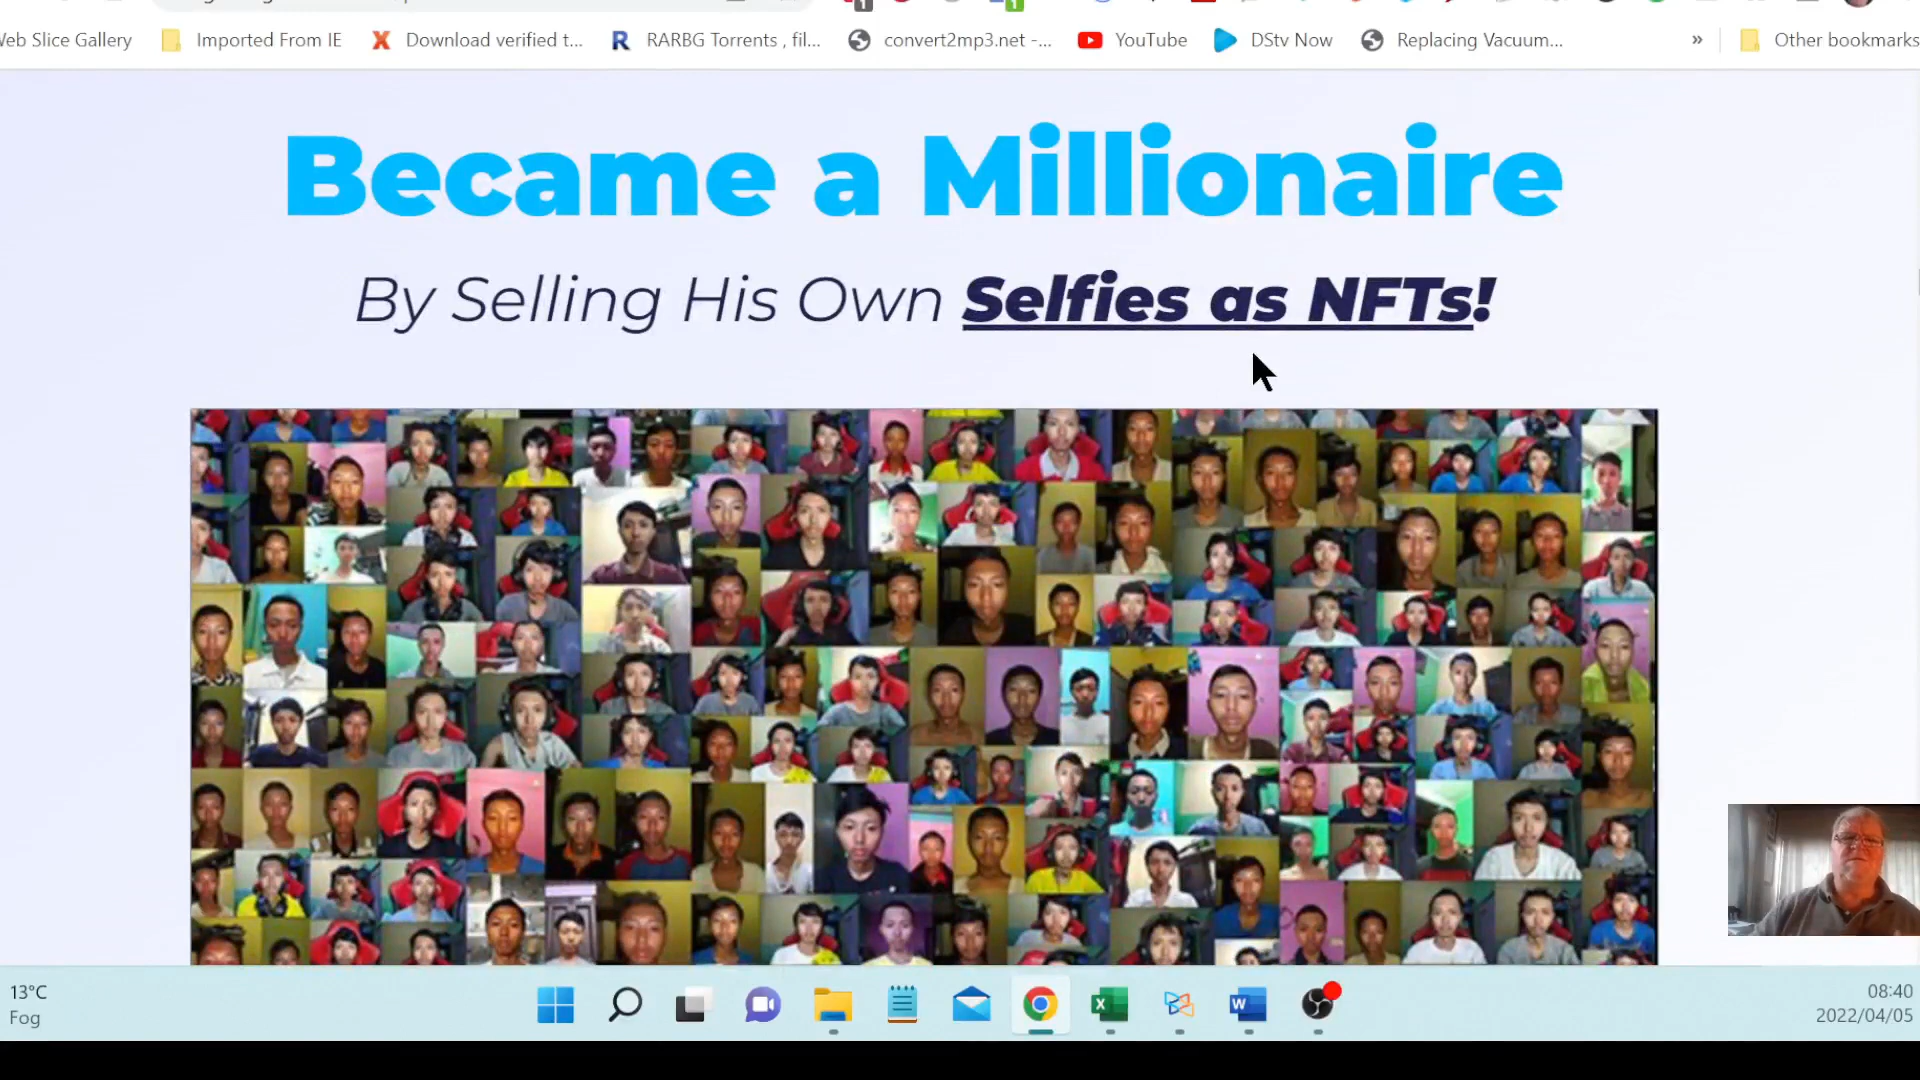 Web Slice Gallery
Imported From IE
Download verified t...
RARBG Torrents , fil...
convert2mp3.net -...
YouTube
DStv Now
Replacing Vacuum...
»
Other bookmarks
Became a Millionaire
By Selling His Own Selfies as NFTs!
13°C
Fog
08:40
2022/04/05